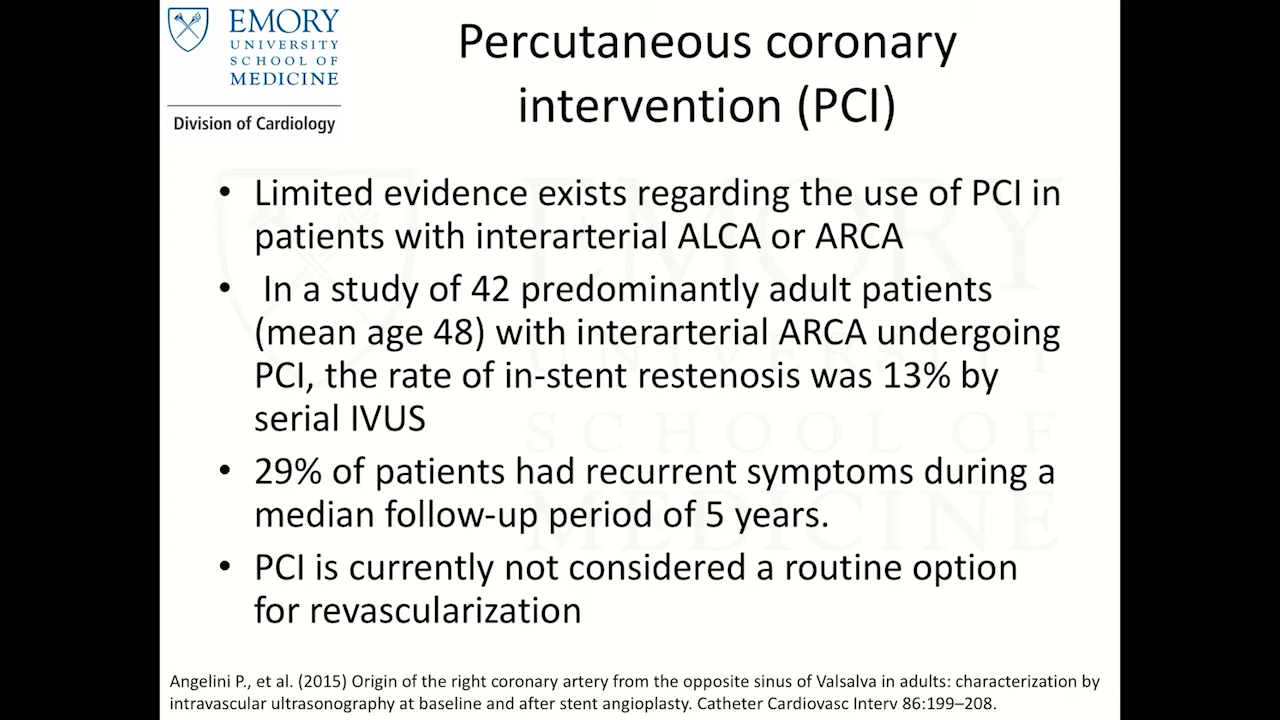 EMORY
UNIVERSITY
SCHOOL OF
MEDICINE
Division of Cardiology
Percutaneous coronary
intervention (PCI)
• Limited evidence exists regarding the use of PCI in
patients with interarterial ALCA or ARCA
• In a study of 42 predominantly adult patients
(mean age 48) with interarterial ARCA undergoing
PCI, the rate of in-stent restenosis was 13% by
serial IVUS
• 29% of patients had recurrent symptoms during a
median follow-up period of 5 years.
• PCI is currently not considered a routine option
for revascularization
EMORY
UNIVERSITY
SCHOOL OF
MEDICINE
Angelini P., et al. (2015) Origin of the right coronary artery from the opposite sinus of Valsalva in adults: characterization by
intravascular ultrasonography at baseline and after stent angioplasty. Catheter Cardiovasc Interv 86:199–208.